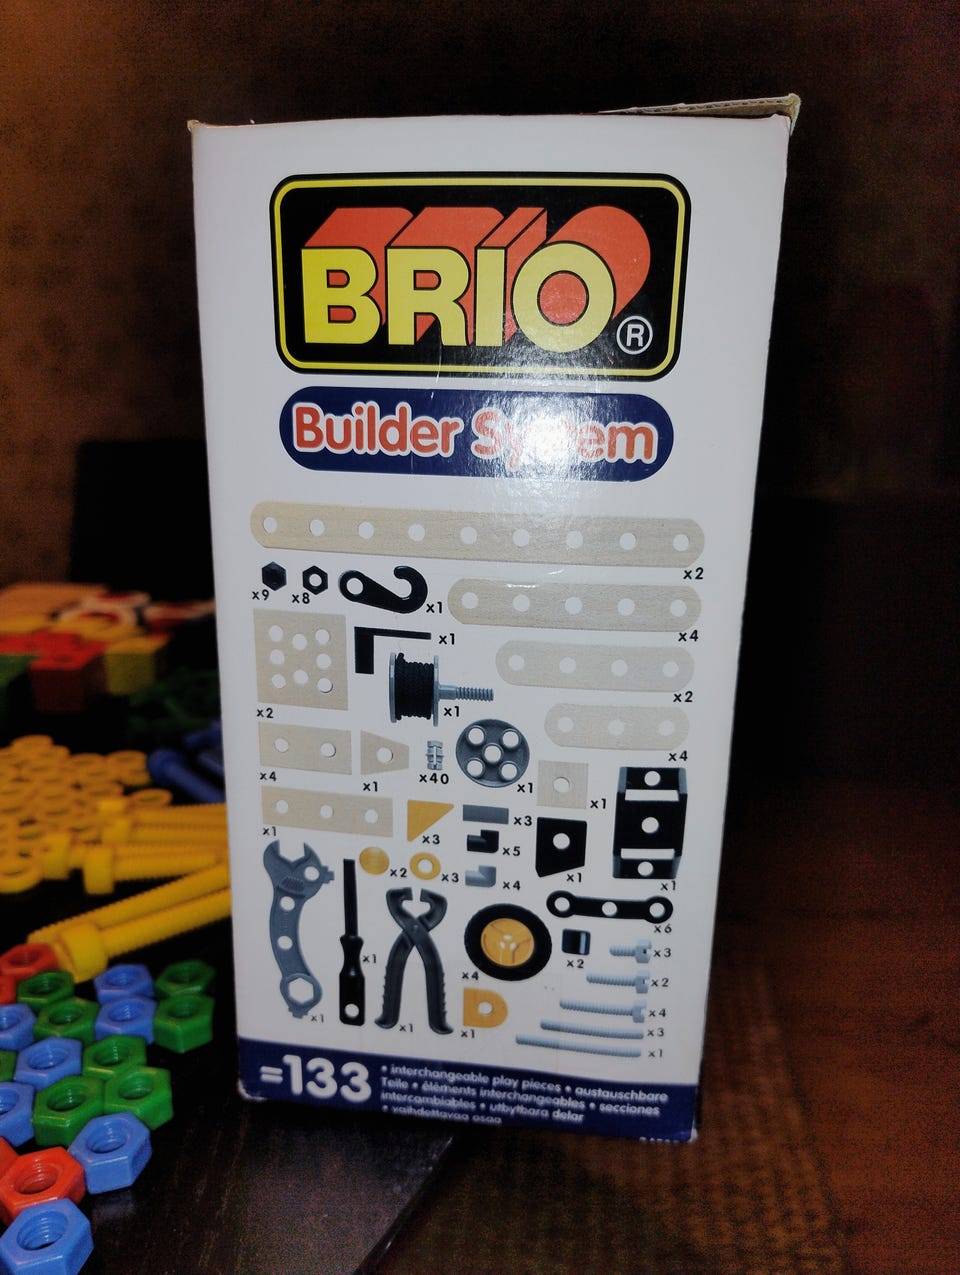 BRIO®
Builder System
x2
x9 x8 x1
x4
x1
x1
x2
x2
x4
x4
x1
x40
x1
x1
x1
x3
x3
x5
x2
x3
x4
x1
x1
x6
x1
x4
x2
x3
x2
x4
x3
x1
x1
x1
x1
=133
• interchangeable play pieces • austauschbare
Teile • éléments interchangeables • secciones
intercambiables • utbytbara delar
• vaihdettavaa osaa